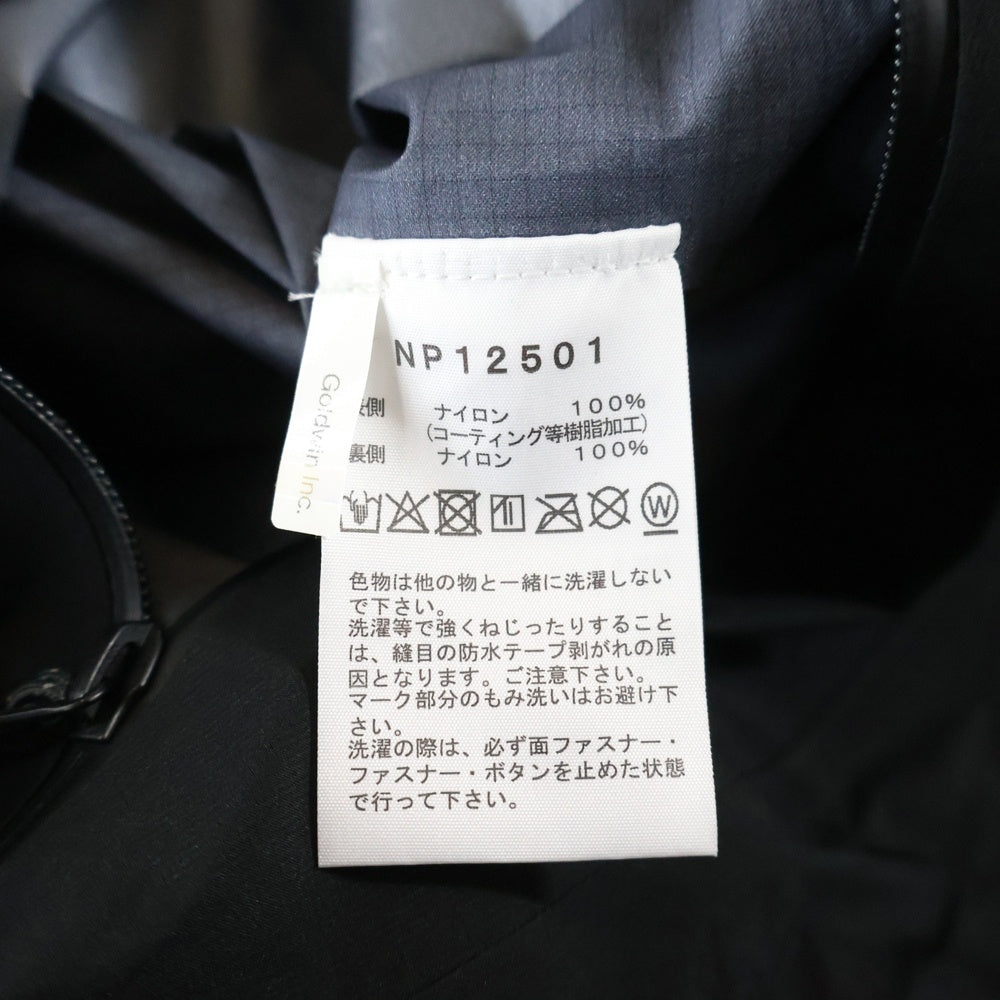 NP12501
Goldwin Inc.
表側 ナイロン 100%
(コーティング等樹脂加工)
裏側 ナイロン 100%
W
色物は他の物と一緒に洗濯しない
で下さい。
洗濯等で強くねじったりすること
は、縫目の防水テープ剥がれの原
因となります。ご注意下さい。
マーク部分のもみ洗いはお避け下
さい。
洗濯の際は、必ず面ファスナー・
ファスナー・ボタンを止めた状態
で行って下さい。